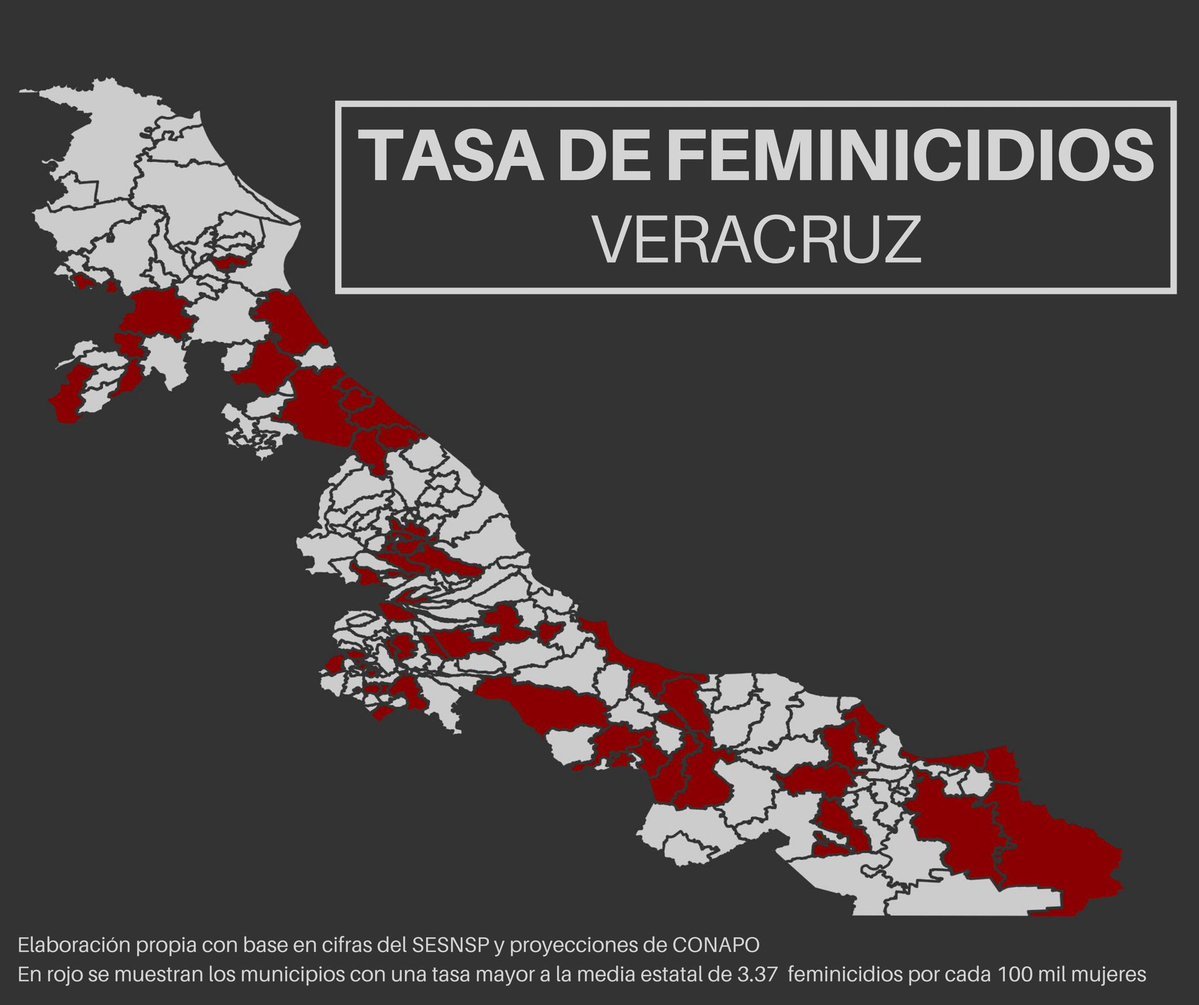 TASA DE FEMINICIDIOS
VERACRUZ
Elaboración propia con base en cifras del SESNSP y proyecciones de CONAPO
En rojo se muestran los municipios con una tasa mayor a la media estatal de 3.37 feminicidios por cada 100 mil mujeres